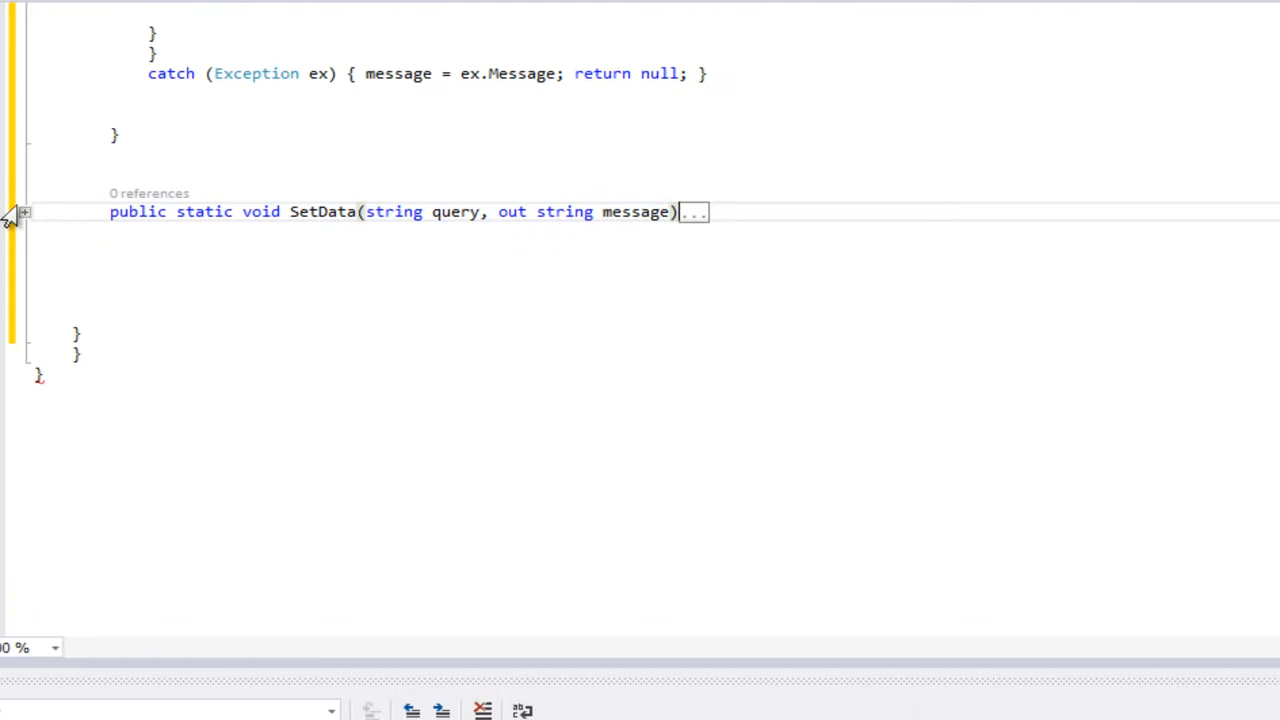 }
}
catch (Exception ex) { message = ex.Message; return null; }
}
0 references
public static void SetData(string query, out string message)...
}
}
}
00 %